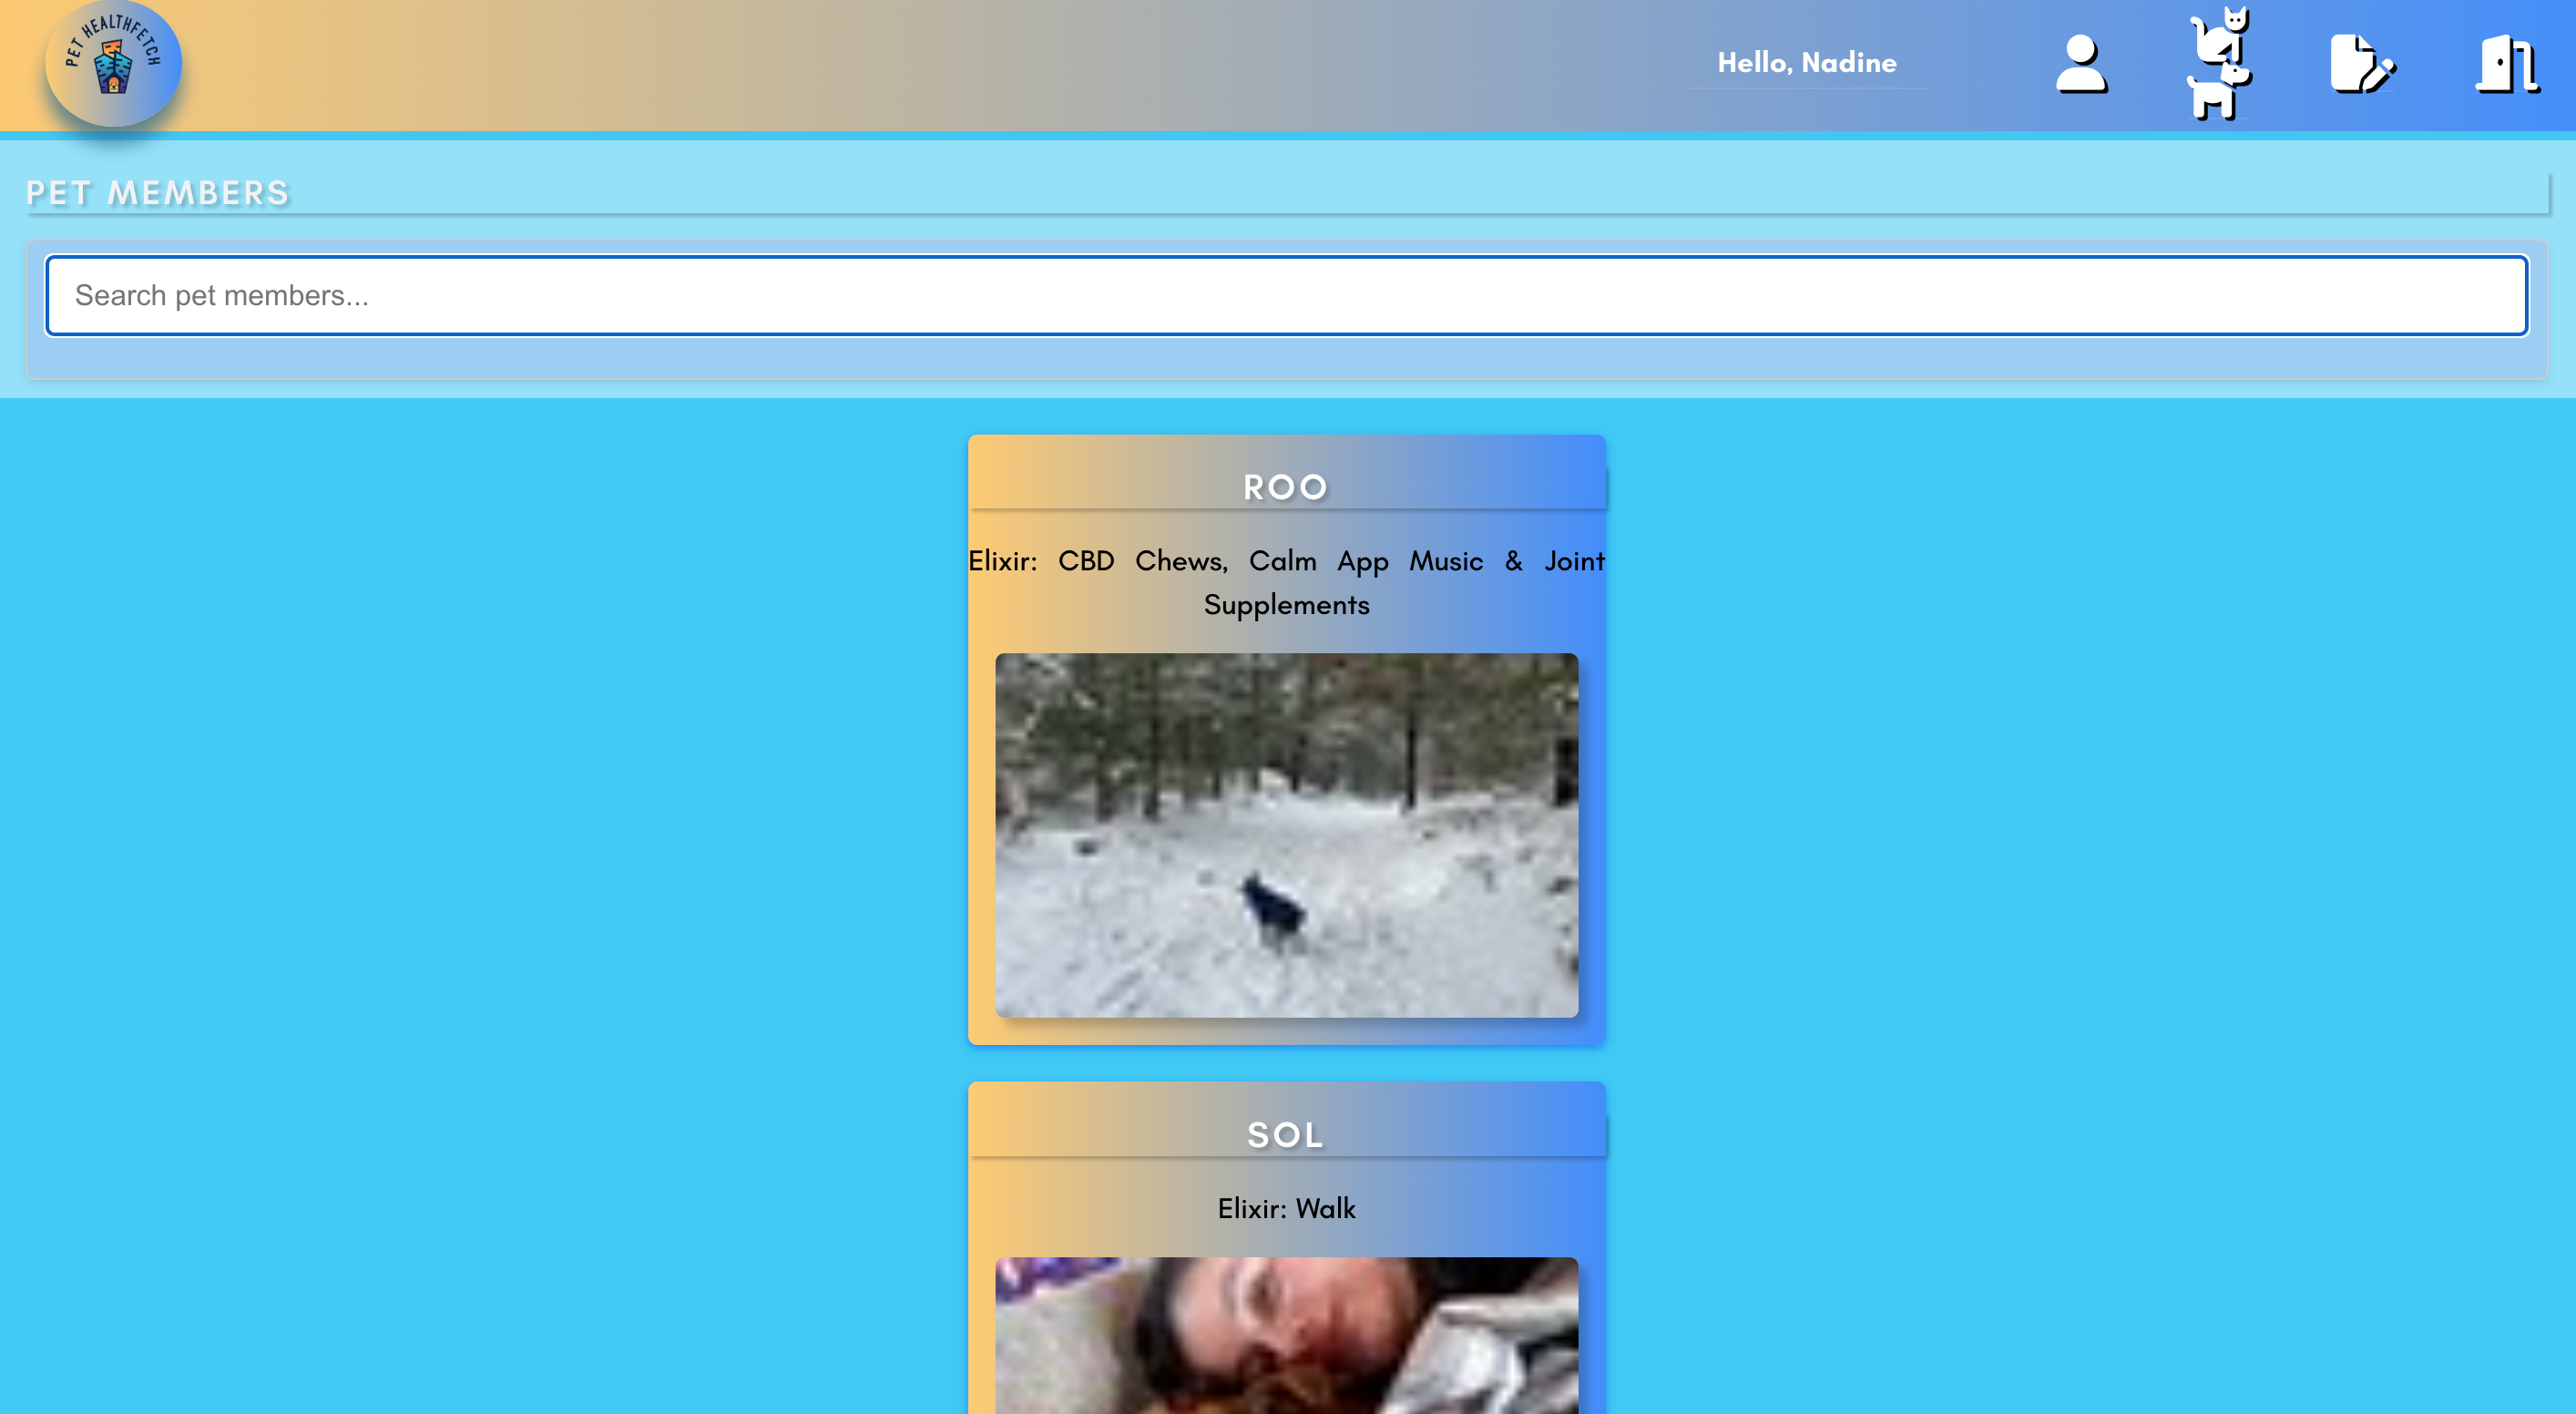 PET HEALTHFETCH
Hello, Nadine
PET MEMBERS
Search pet members...
ROO
Elixir: CBD Chews, Calm App Music & Joint
Supplements
SOL
Elixir: Walk